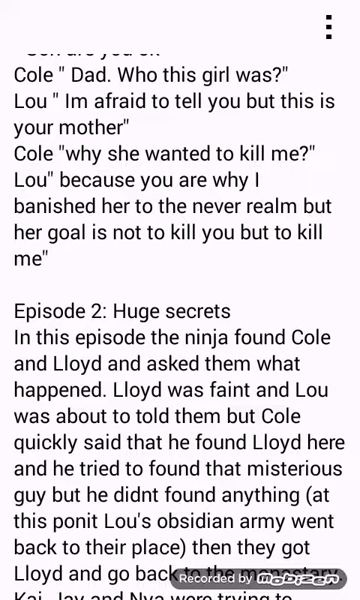 Cole " Dad. Who this girl was?"
Lou " Im afraid to tell you but this is
your mother"
Cole "why she wanted to kill me?"
Lou" because you are why I
banished her to the never realm but
her goal is not to kill you but to kill
me"
Episode 2: Huge secrets
In this episode the ninja found Cole
and Lloyd and asked them what
happened. Lloyd was faint and Lou
was about to told them but Cole
quickly said that he found Lloyd here
and he tried to found that misterious
guy but he didnt found anything (at
this ponit Lou's obsidian army went
back to their place) then they got
Lloyd and go back to the monastary.
Recorded by mobizen
Kai, Jay and Nya were trying to